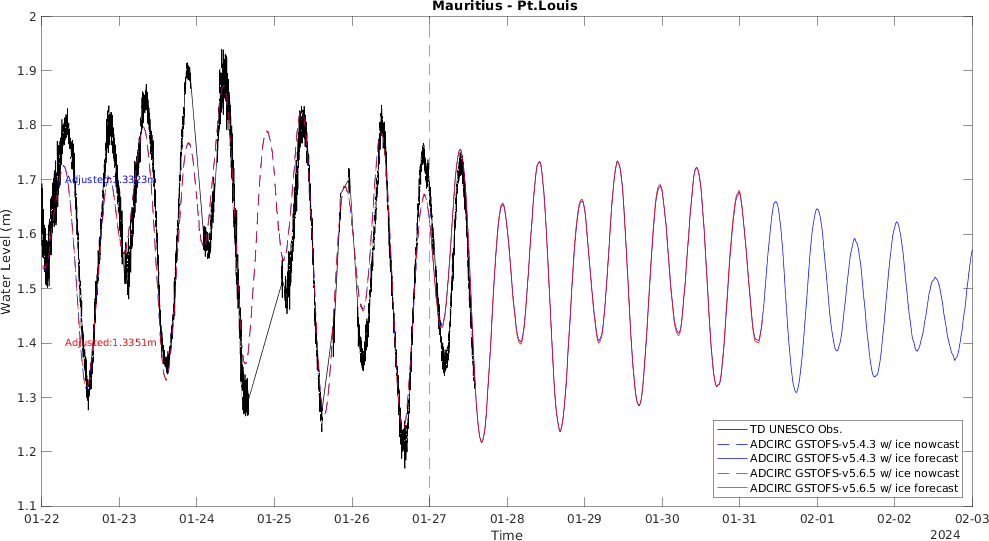 Mauritius - Pt.Louis
2
1.9
1.8
1.7
1.6
1.5
1.4
1.3
1.2
1.1
Water Level (m)
Adjusted:1.3323m
Adjusted:1.3351m
TD UNESCO Obs.
ADCIRC GSTOFS-v5.4.3 w/ ice nowcast
ADCIRC GSTOFS-v5.4.3 w/ ice forecast
ADCIRC GSTOFS-v5.6.5 w/ ice nowcast
ADCIRC GSTOFS-v5.6.5 w/ ice forecast
01-22 01-23 01-24 01-25 01-26 01-27 01-28 01-29 01-30 01-31 02-01 02-02 02-03
Time
2024